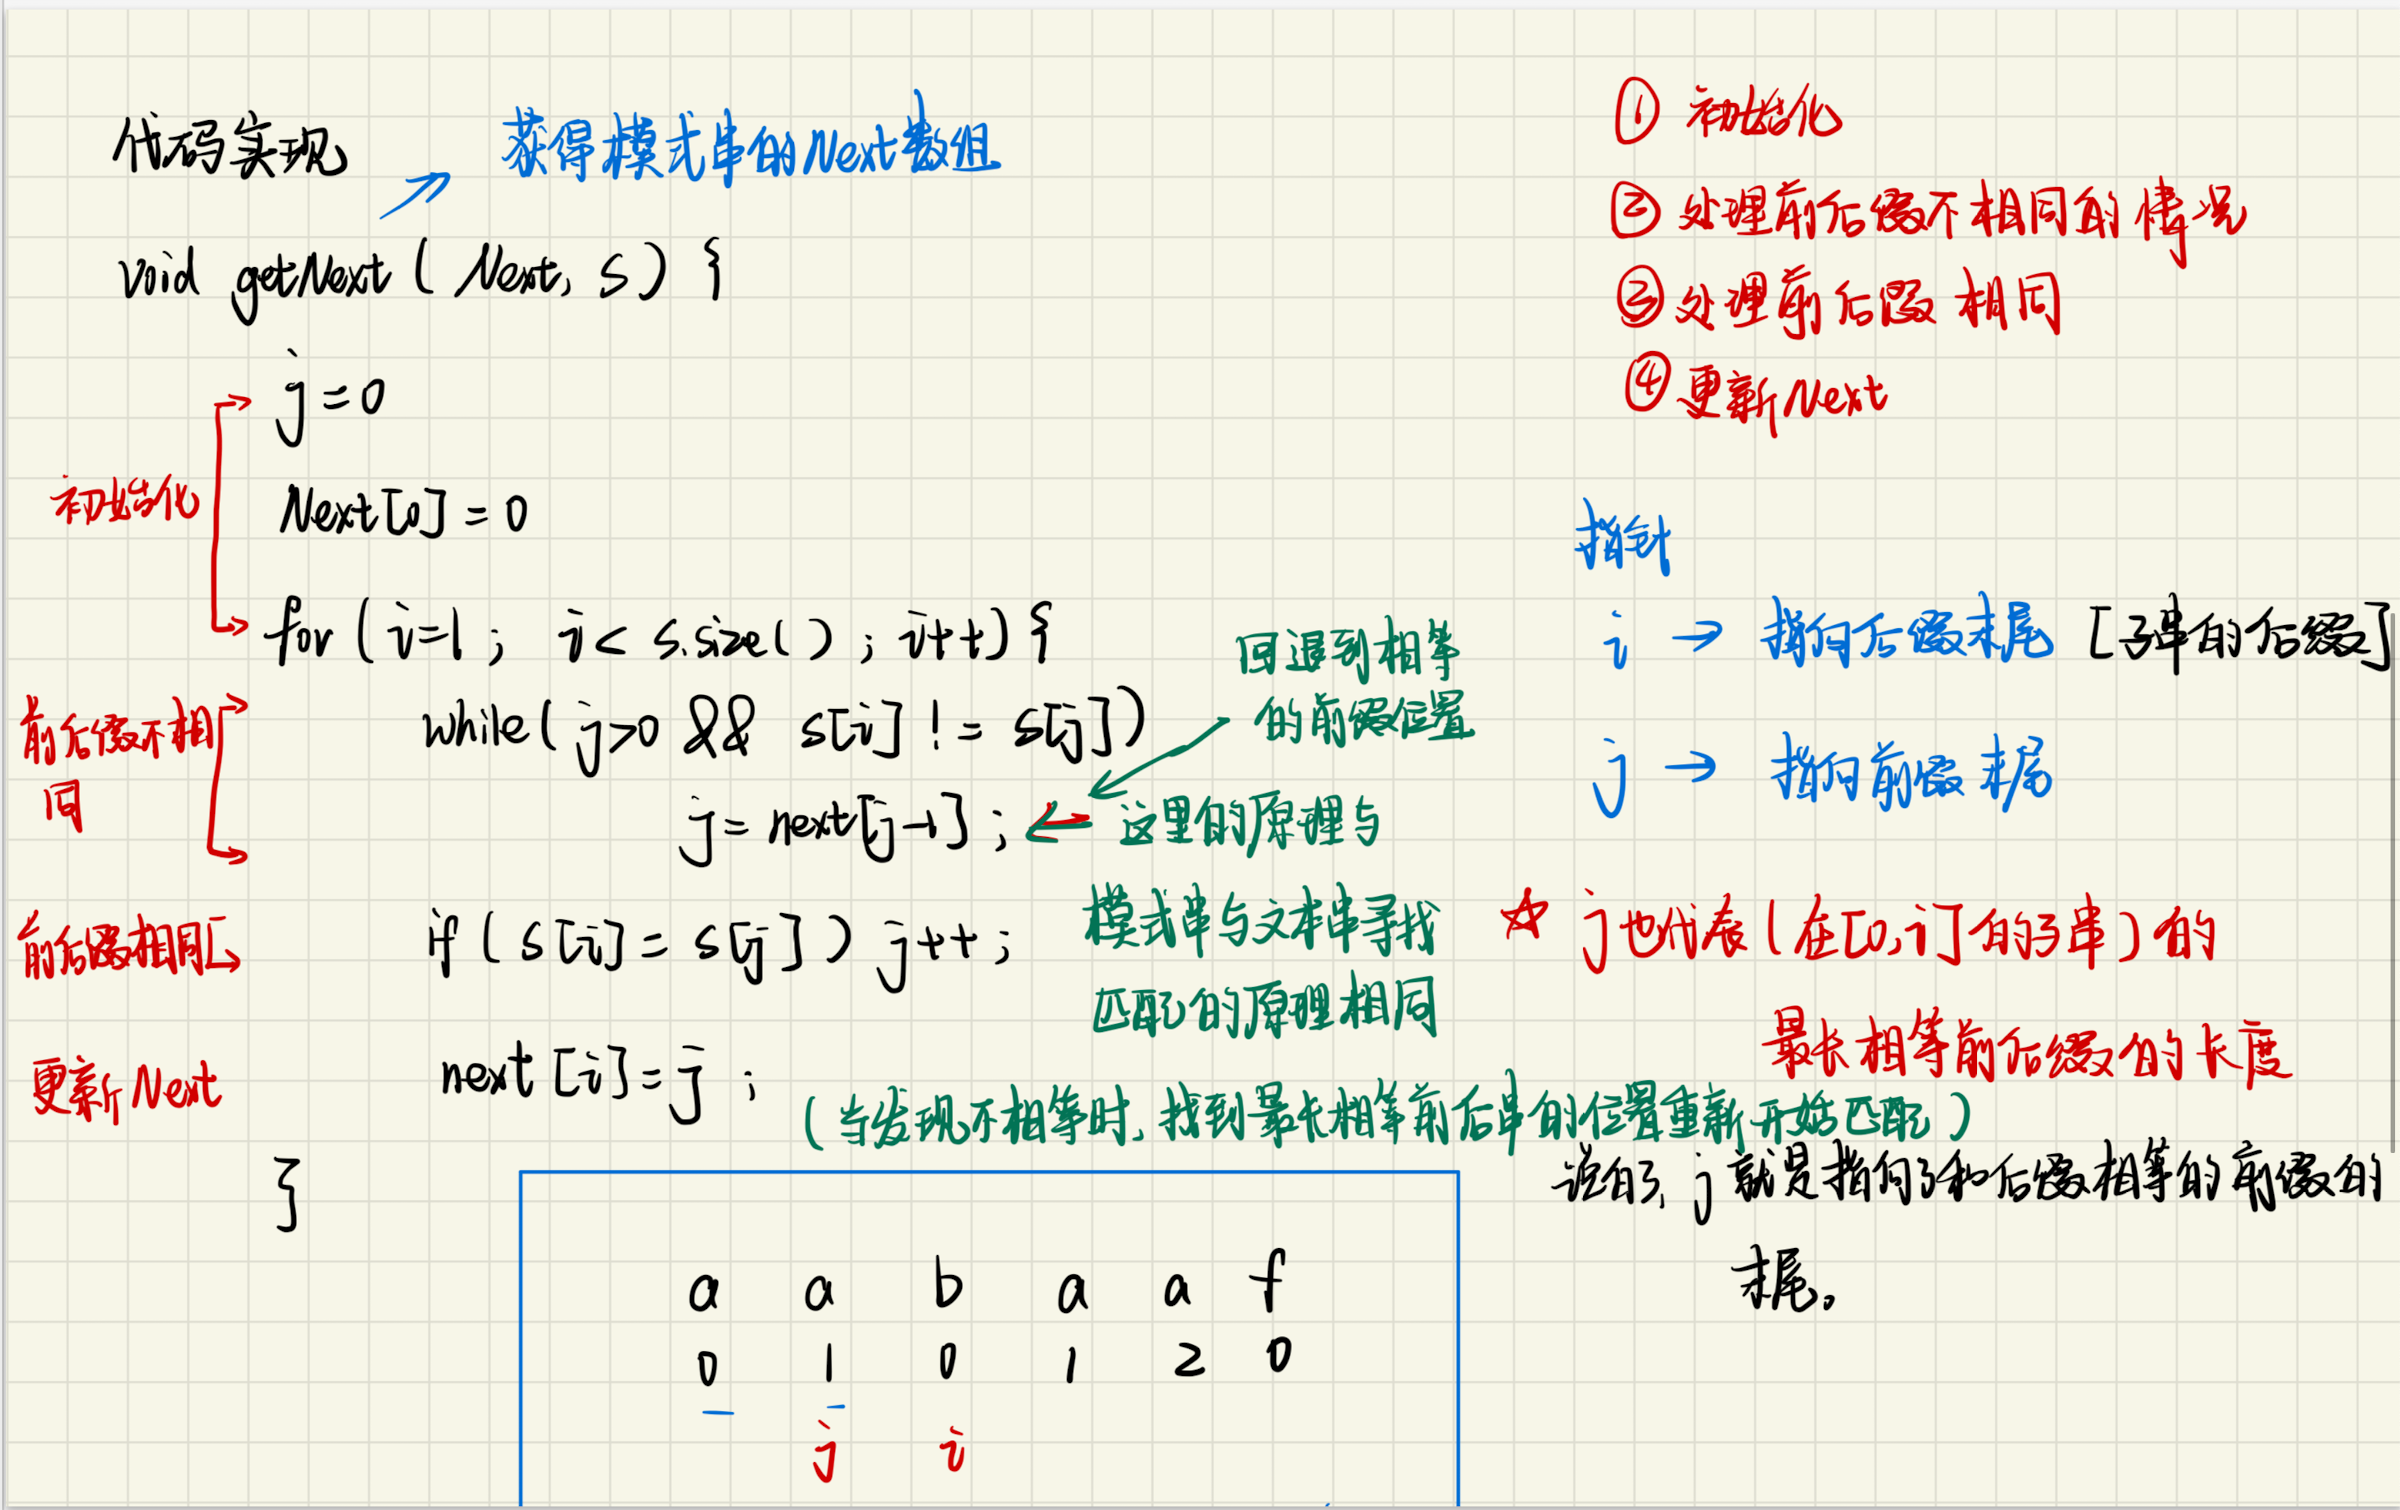 代码实现
获得模式串的Next数组
void getNext ( Next, s ) {
j = 0
初始化
Next[0] = 0
for ( i=1 ; i < s.size( ) ; i++ ) {
前后缀不相
同
while ( j>0 && s[i] != s[j] )
j = next[j-1] ;
回退到相等
的前缀位置
这里的原理与
模式串与文本串寻找
匹配的原理相同
前后缀相同
if ( s[i] = s[j] ) j++ ;
更新 Next
next [i] = j ;
(当发现不相等时, 找到最长相等前后串的位置重新开始匹配)
}
① 初始化
② 处理前后缀不相同的情况
③ 处理前后缀相同
④ 更新Next
指针
i → 指向后缀末尾 [子串的后缀]
j → 指向前缀末尾
☆ j也代表(在[0,i]的子串)的
最长相等前后缀的长度
说白了, j 就是指向了和后缀相等的前缀的
末尾。
a a b a a f
0 1 0 1 2 0
j i